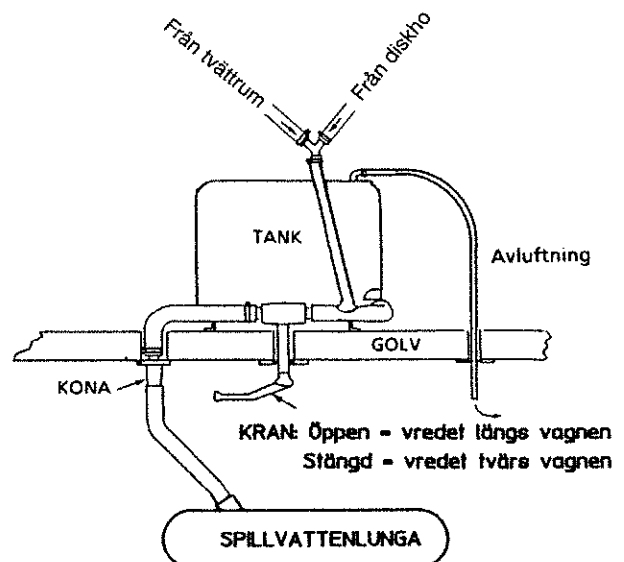 Från tvättrum
Från diskho
TANK
Avluftning
GOLV
KONA
KRAN: Öppen - vredet längs vagnen
Stängd - vredet tvärs vagnen
SPILLVATTENLUNGA